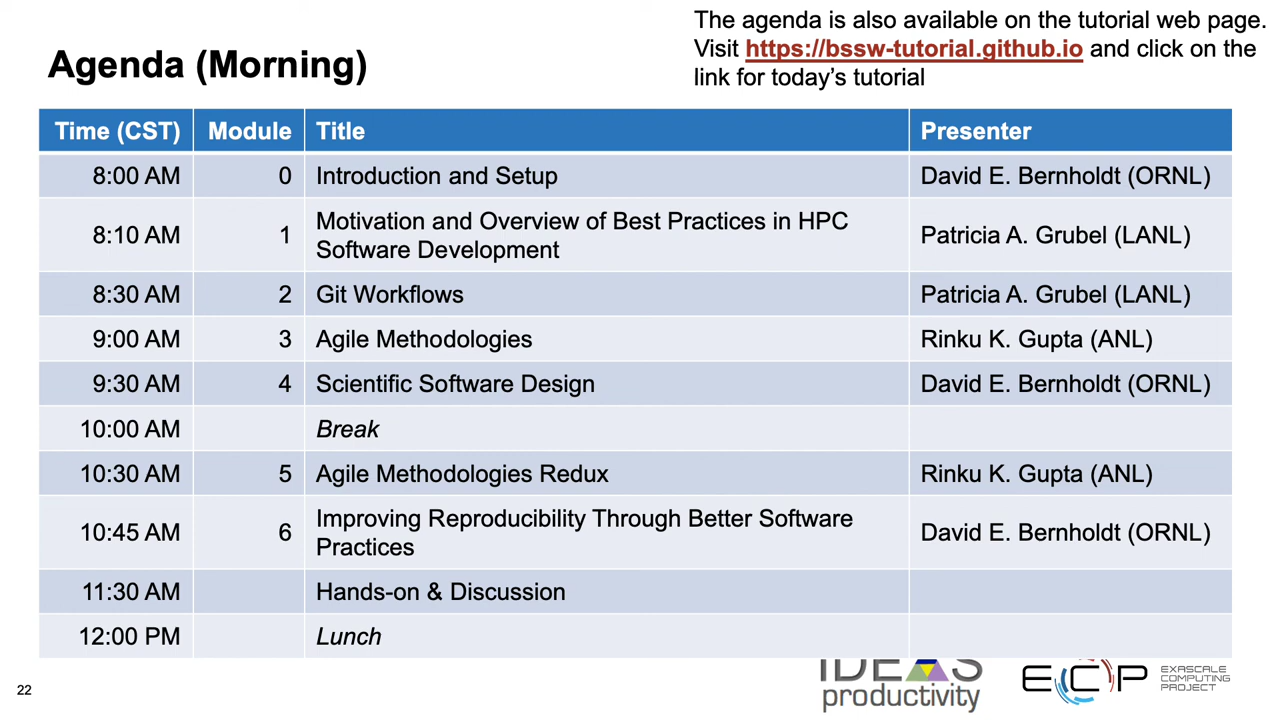 The agenda is also available on the tutorial web page.
Visit https://bssw-tutorial.github.io and click on the
link for today's tutorial
Agenda (Morning)
Time (CST) Module Title Presenter
8:00 AM 0 Introduction and Setup David E. Bernholdt (ORNL)
8:10 AM 1 Motivation and Overview of Best Practices in HPC
Software Development Patricia A. Grubel (LANL)
8:30 AM 2 Git Workflows Patricia A. Grubel (LANL)
9:00 AM 3 Agile Methodologies Rinku K. Gupta (ANL)
9:30 AM 4 Scientific Software Design David E. Bernholdt (ORNL)
10:00 AM Break
10:30 AM 5 Agile Methodologies Redux Rinku K. Gupta (ANL)
10:45 AM 6 Improving Reproducibility Through Better Software
Practices David E. Bernholdt (ORNL)
11:30 AM Hands-on & Discussion
12:00 PM Lunch
22
IDEAS
productivity
ECP
EXASCALE
COMPUTING
PROJECT